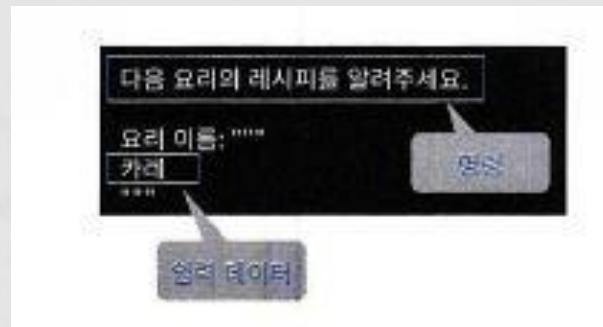 다음 요리의 레시피를 알려주세요.
요리 이름: """
카레
"""
명령
입력 데이터